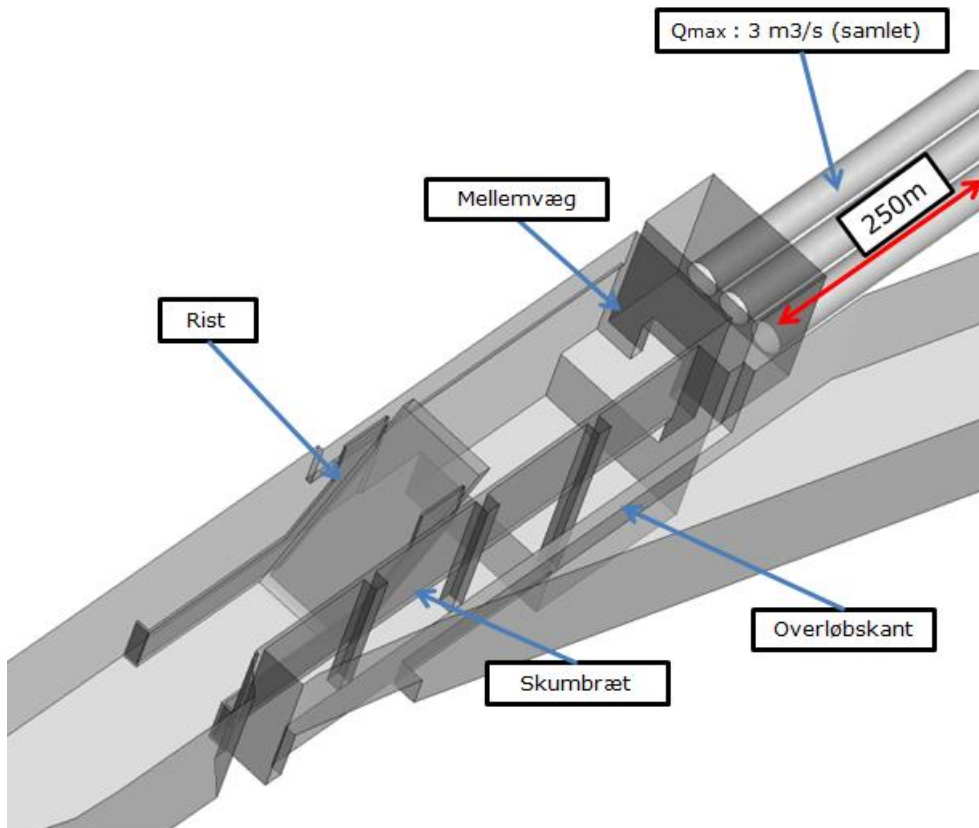 Qmax : 3 m3/s (samlet)
250m
Mellemvæg
Rist
Overløbskant
Skumbræt